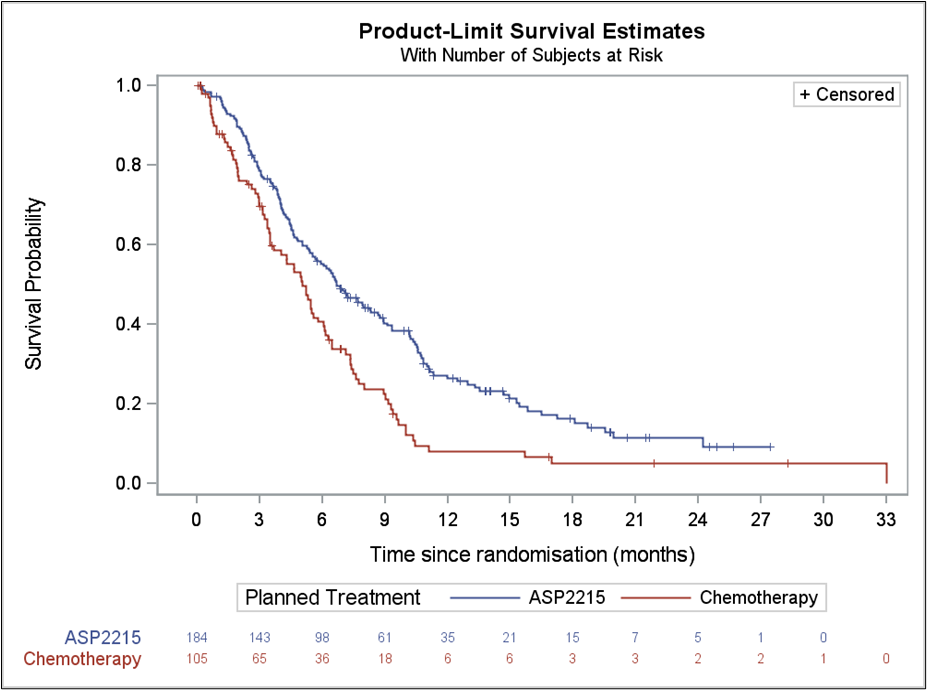 Product-Limit Survival Estimates
With Number of Subjects at Risk
+ Censored
1.0
0.8
0.6
0.4
0.2
0.0
Survival Probability
0 3 6 9 12 15 18 21 24 27 30 33
Time since randomisation (months)
Planned Treatment ASP2215 Chemotherapy
ASP2215 184 143 98 61 35 21 15 7 5 1 0
Chemotherapy 105 65 36 18 6 6 3 3 2 2 1 0